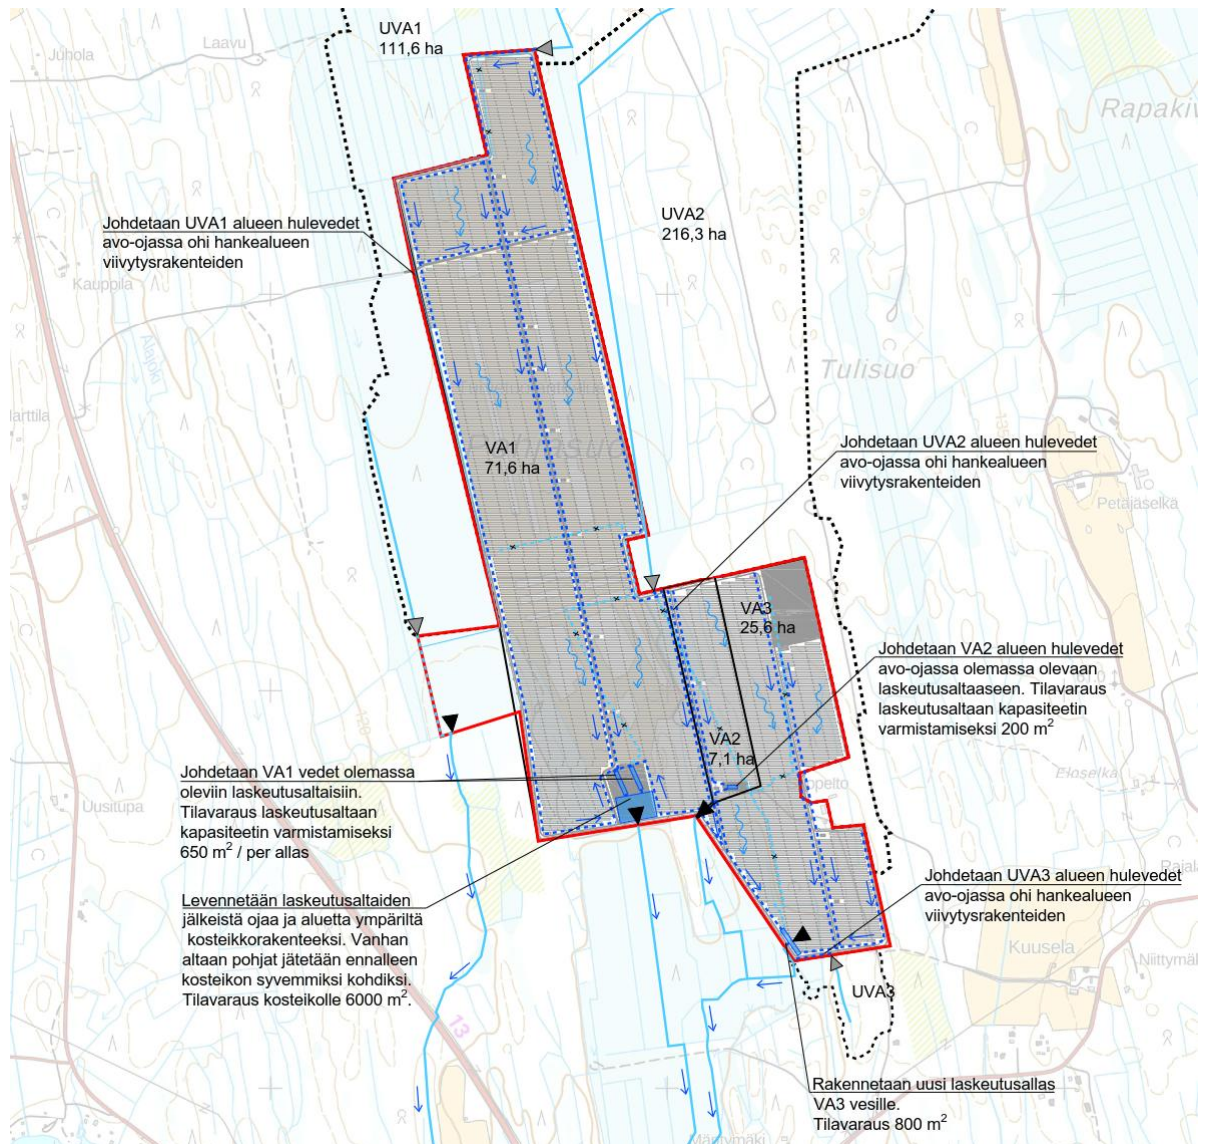 UVA1
111,6 ha
Juhola
Laavu
Rapakiv
UVA2
216,3 ha
Johdetaan UVA1 alueen hulevedet
avo-ojassa ohi hankealueen
viivytysrakenteiden
Kauppila
Alajoki
Tulisuo
VA1
71,6 ha
Johdetaan UVA2 alueen hulevedet
avo-ojassa ohi hankealueen
viivytysrakenteiden
Petäjäselkä
VA3
25,6 ha
Johdetaan VA2 alueen hulevedet
avo-ojassa olemassa olevaan
laskeutusaltaaseen. Tilavaraus
laskeutusaltaan kapasiteetin
varmistamiseksi 200 m²
130
VA2
7,1 ha
Johdetaan VA1 vedet olemassa
oleviin laskeutusaltaisiin.
Tilavaraus laskeutusaltaan
kapasiteetin varmistamiseksi
650 m² / per allas
Uusitupa
Eloselkä
Levennetään laskeutusaltaiden
jälkeistä ojaa ja aluetta ympäriltä
kosteikkorakenteeksi. Vanhan
altaan pohjat jätetään ennalleen
kosteikon syvemmiksi kohdiksi.
Tilavaraus kosteikolle 6000 m².
Johdetaan UVA3 alueen hulevedet
avo-ojassa ohi hankealueen
viivytysrakenteiden
Kuusela
UVA3
13
Rakennetaan uusi laskeutusallas
VA3 vesille.
Tilavaraus 800 m²
Mäntymäki